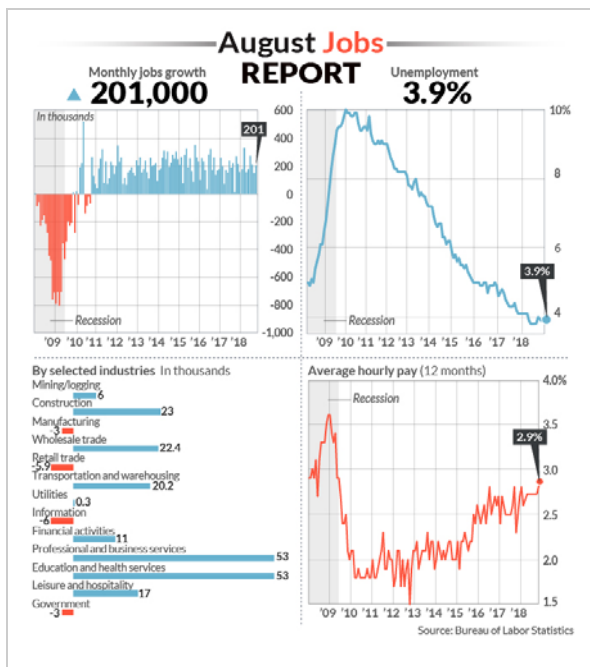 August Jobs
REPORT
Monthly jobs growth
▲ 201,000
In thousands
600
201
400
200
0
-200
-400
-600
-800
-1,000
Recession
'09 '10 '11 '12 '13 '14 '15 '16 '17 '18
Unemployment
3.9%
10%
8
6
3.9%
4
Recession
'09 '10 '11 '12 '13 '14 '15 '16 '17 '18
By selected industries In thousands
Mining/logging
6
Construction
23
Manufacturing
-3
Wholesale trade
22.4
Retail trade
-5.9
Transportation and warehousing
20.2
Utilities
0.3
Information
-6
Financial activities
11
Professional and business services
53
Education and health services
53
Leisure and hospitality
17
Government
-3
Average hourly pay (12 months)
4.0%
Recession
3.5
2.9%
3.0
2.5
2.0
1.5
'09 '10 '11 '12 '13 '14 '15 '16 '17 '18
Source: Bureau of Labor Statistics